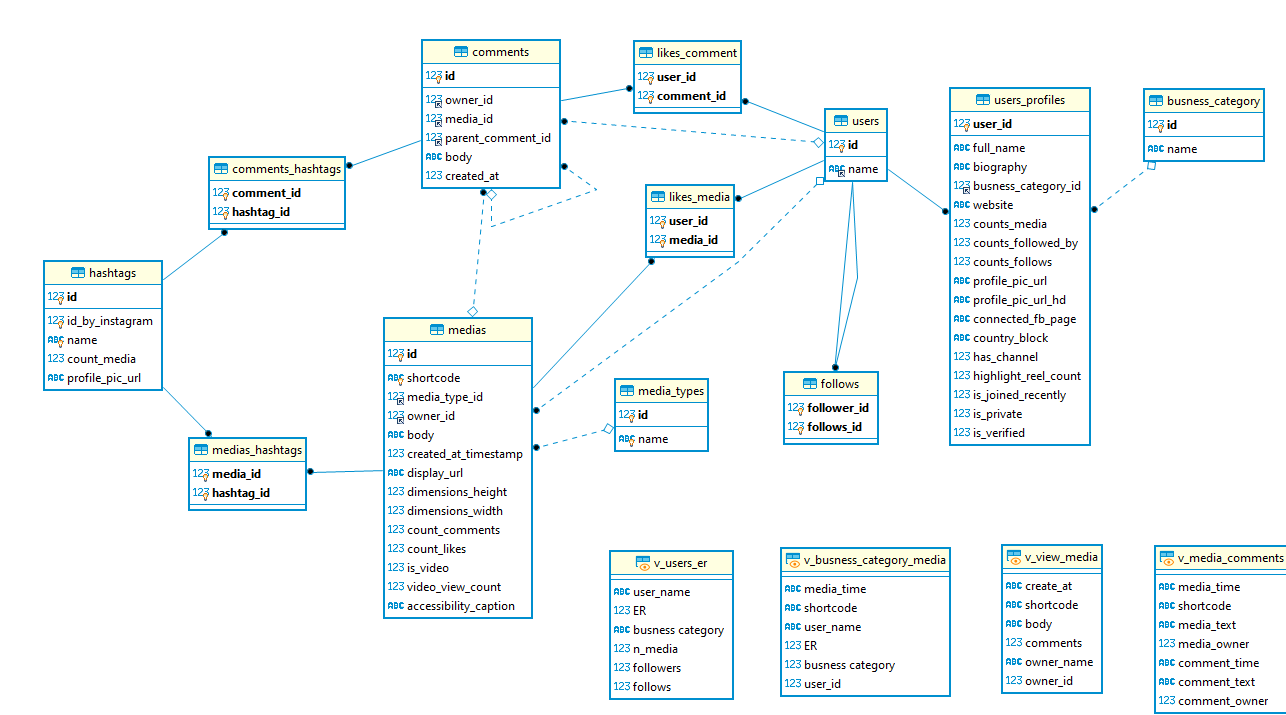 comments
123 id
123 owner_id
123 media_id
123 parent_comment_id
ABC body
123 created_at
likes_comment
123 user_id
123 comment_id
users
123 id
ABC name
users_profiles
123 user_id
ABC full_name
ABC biography
123 busness_category_id
ABC website
123 counts_media
123 counts_followed_by
123 counts_follows
ABC profile_pic_url
ABC profile_pic_url_hd
ABC connected_fb_page
ABC country_block
123 has_channel
123 highlight_reel_count
123 is_joined_recently
123 is_private
123 is_verified
busness_category
123 id
ABC name
comments_hashtags
123 comment_id
123 hashtag_id
likes_media
123 user_id
123 media_id
hashtags
123 id
123 id_by_instagram
ABC name
123 count_media
ABC profile_pic_url
medias
123 id
ABC shortcode
123 media_type_id
123 owner_id
ABC body
123 created_at_timestamp
ABC display_url
123 dimensions_height
123 dimensions_width
123 count_comments
123 count_likes
123 is_video
123 video_view_count
ABC accessibility_caption
media_types
123 id
ABC name
follows
123 follower_id
123 follows_id
medias_hashtags
123 media_id
123 hashtag_id
v_users_er
ABC user_name
123 ER
ABC busness category
123 n_media
123 followers
123 follows
v_busness_category_media
ABC media_time
ABC shortcode
ABC user_name
123 ER
123 busness category
123 user_id
v_view_media
ABC create_at
ABC shortcode
ABC body
123 comments
ABC owner_name
123 owner_id
v_media_comments
ABC media_time
ABC shortcode
ABC media_text
123 media_owner
ABC comment_time
ABC comment_text
123 comment_owner